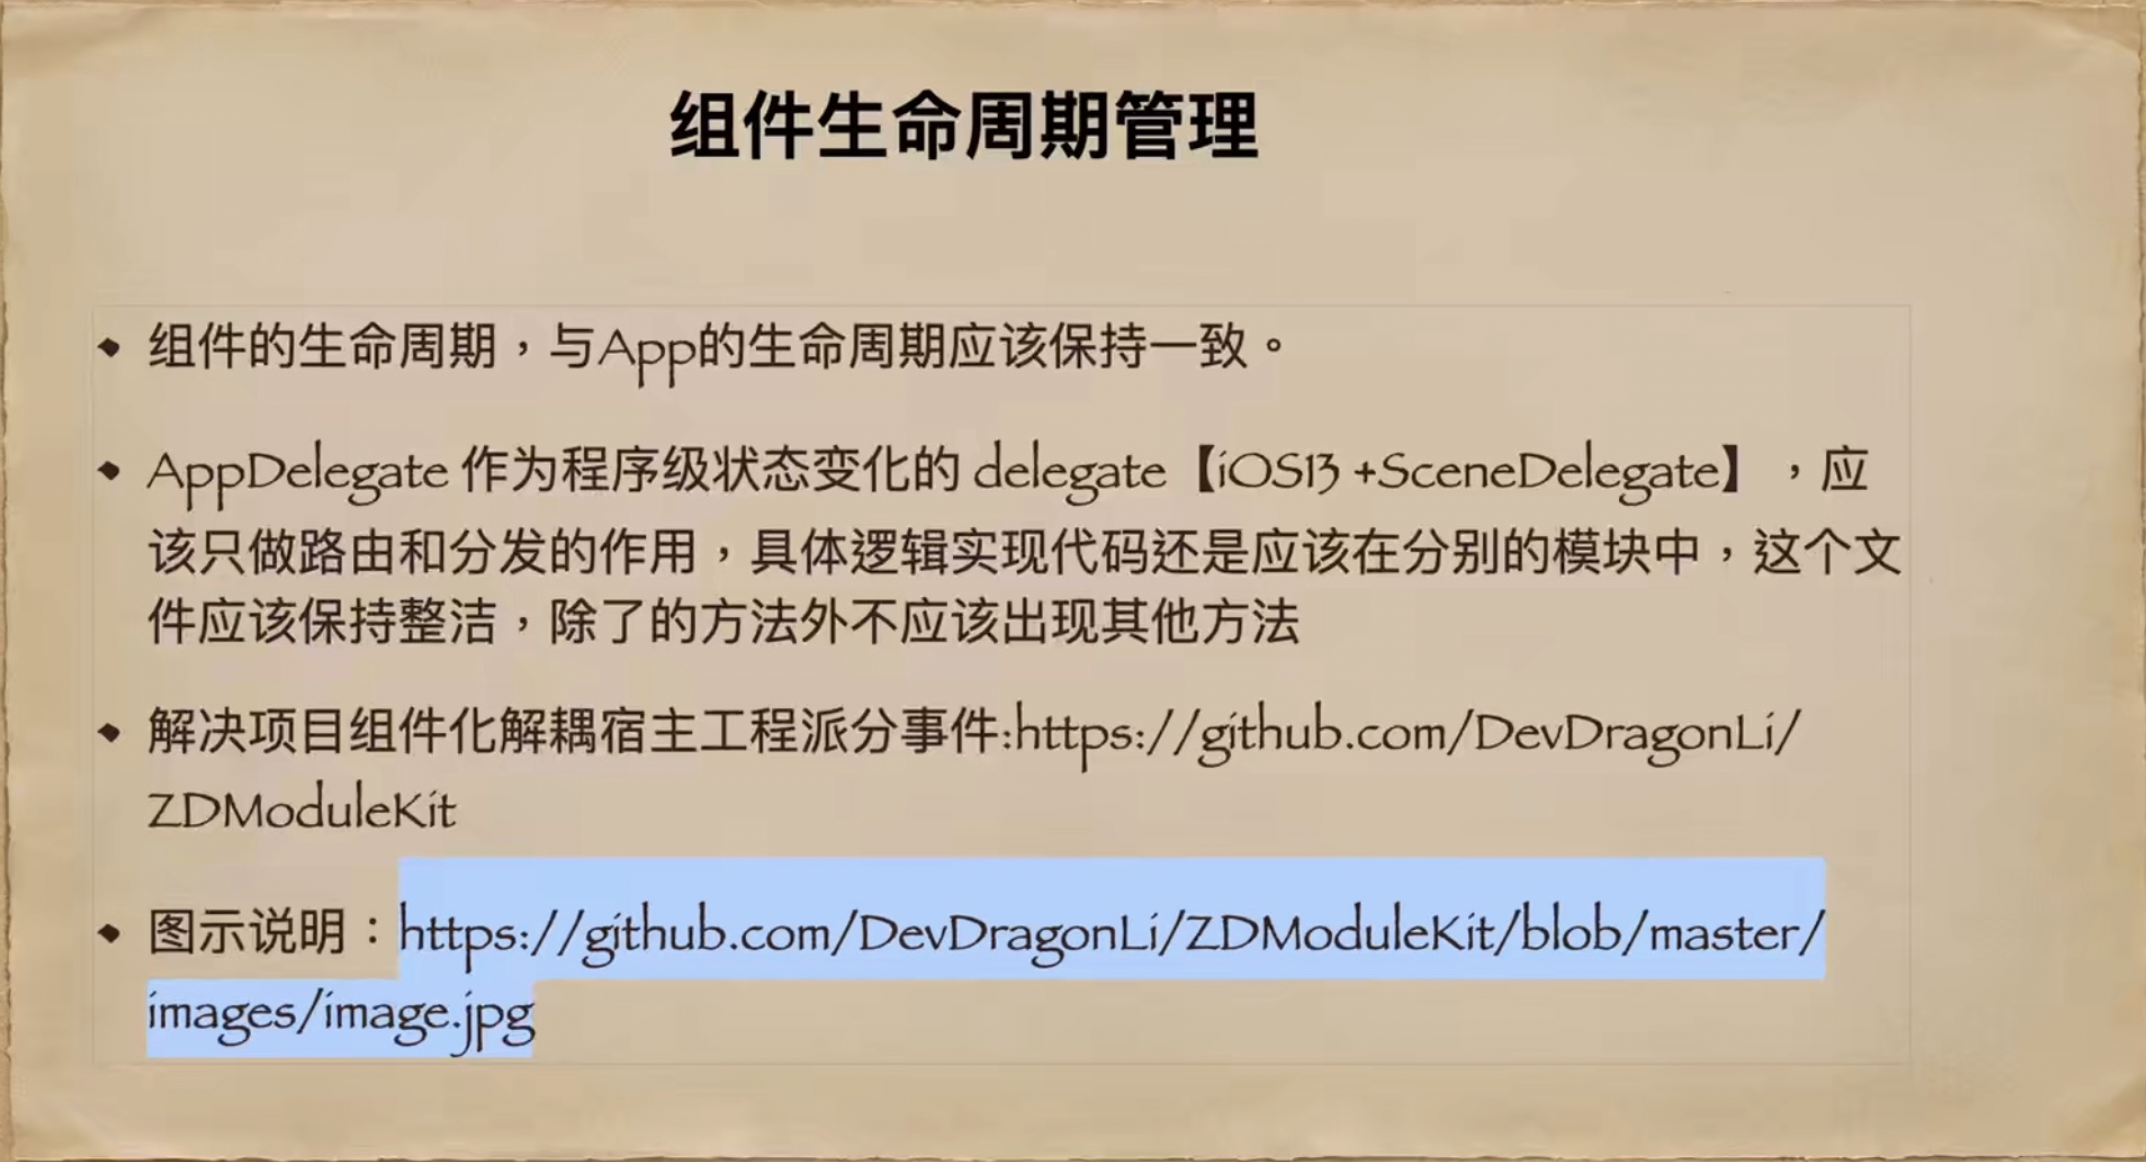 组件生命周期管理
组件的生命周期，与App的生命周期应该保持一致。
AppDelegate 作为程序级状态变化的 delegate【iOS13 +SceneDelegate】，应
该只做路由和分发的作用，具体逻辑实现代码还是应该在分别的模块中，这个文
件应该保持整洁，除了的方法外不应该出现其他方法
解决项目组件化解耦宿主工程派分事件:https://github.com/DevDragonLi/
ZDModuleKit
图示说明：https://github.com/DevDragonLi/ZDModuleKit/blob/master/
images/image.jpg